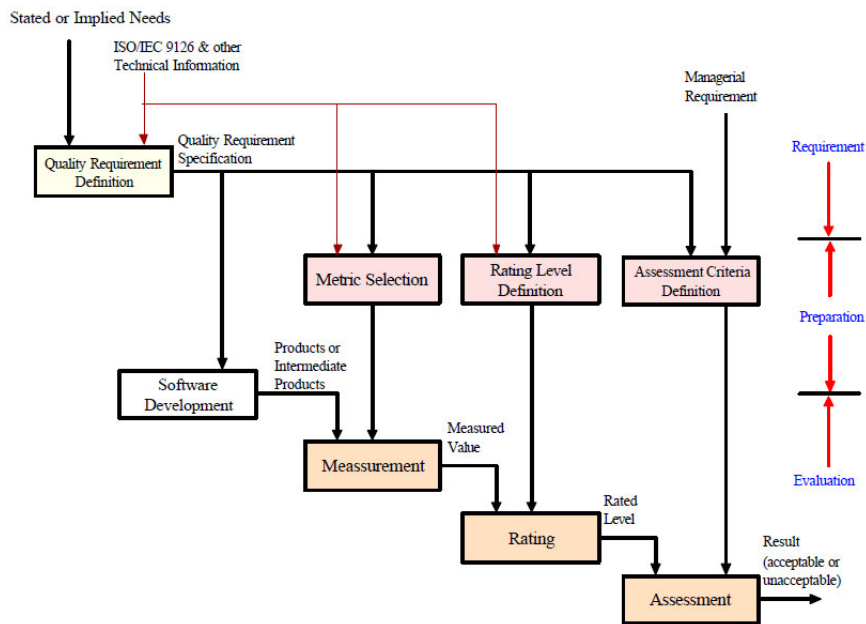 Stated or Implied Needs
ISO/IEC 9126 & other
Technical Information
Managerial
Requirement
Quality Requirement
Specification
Quality Requirement
Definition
Requirement
Metric Selection
Rating Level
Definition
Assessment Criteria
Definition
Preparation
Products or
Intermediate
Products
Software
Development
Measured
Value
Meassurement
Evaluation
Rated
Level
Rating
Result
(acceptable or
unacceptable)
Assessment